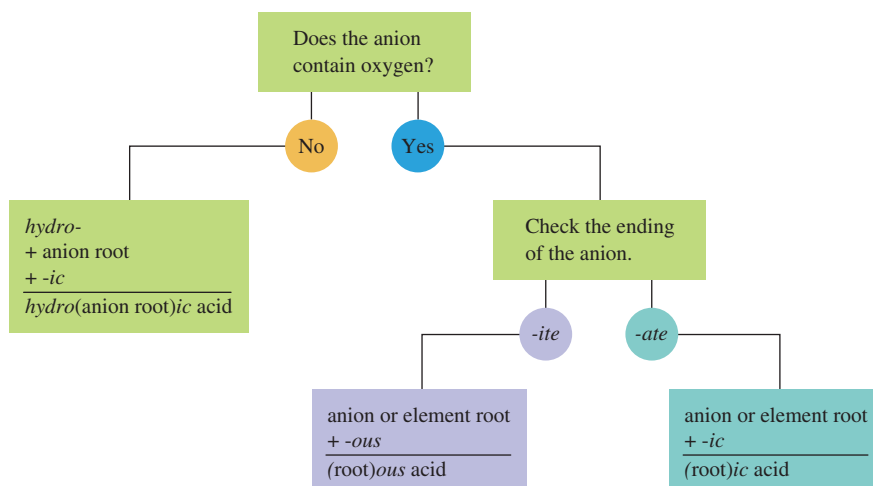 Does the anion
contain oxygen?
No
Yes
hydro-
+ anion root
+ -ic
hydro(anion root)ic acid
Check the ending
of the anion.
-ite
-ate
anion or element root
+ -ous
(root)ous acid
anion or element root
+ -ic
(root)ic acid